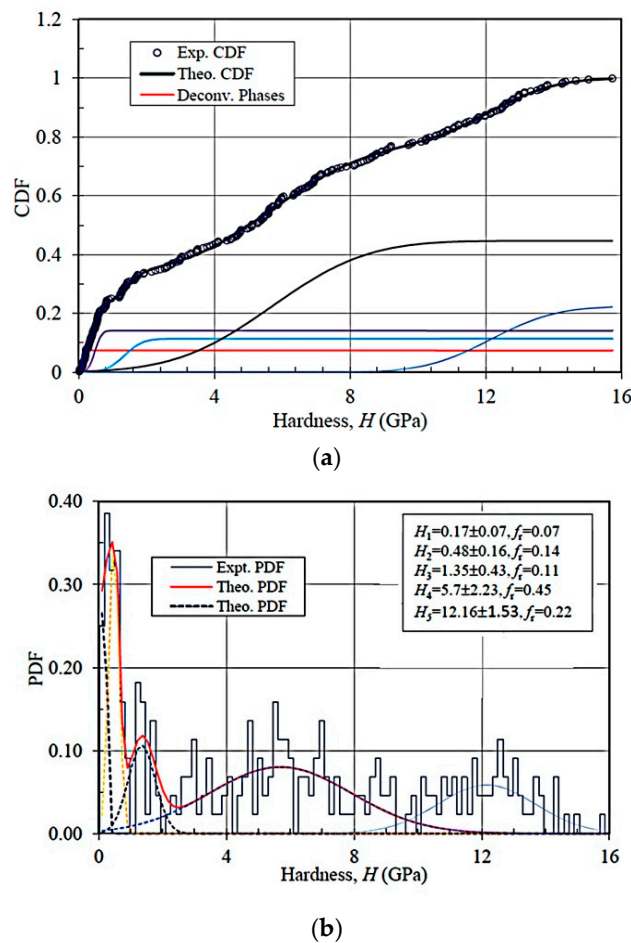 1.2
1
0.8
0.6
0.4
0.2
0
CDF
Exp. CDF
Theo. CDF
Deconv. Phases
0 4 8 12 16
Hardness, H (GPa)
(a)
0.40
0.30
0.20
0.10
0.00
PDF
Expt. PDF
Theo. PDF
Theo. PDF
H₁=0.17±0.07, fᵣ=0.07
H₂=0.48±0.16, fᵣ=0.14
H₃=1.35±0.43, fᵣ=0.11
H₄=5.7±2.23, fᵣ=0.45
H₅=12.16±1.53, fᵣ=0.22
0 4 8 12 16
Hardness, H (GPa)
(b)